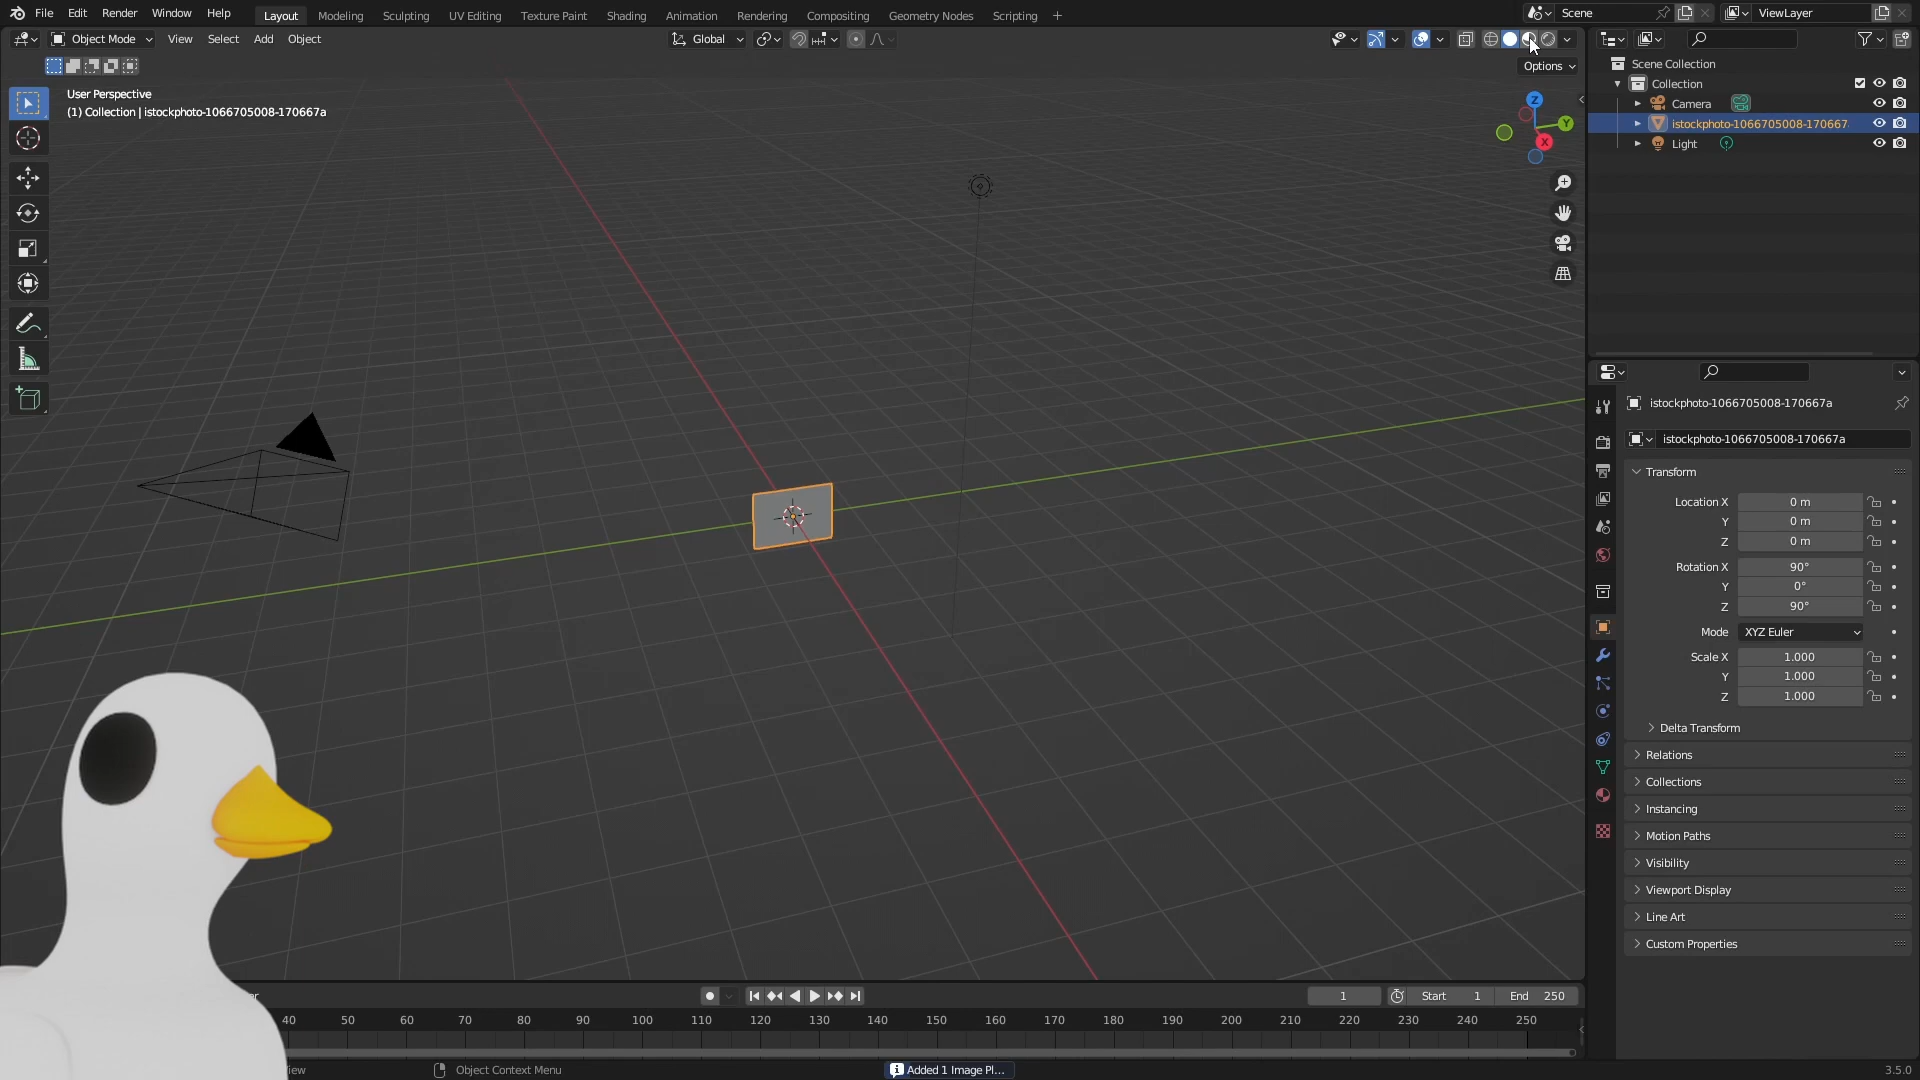 File Edit Render Window Help Layout Modeling Sculpting UV Editing Texture Paint Shading Animation Rendering Compositing Geometry Nodes Scripting + Scene ViewLayer
Object Mode View Select Add Object Global
Options
User Perspective
(1) Collection | istockphoto-1066705008-170667a
Z
Y
X
Scene Collection
Collection
Camera
istockphoto-1066705008-170667
Light
istockphoto-1066705008-170667a
istockphoto-1066705008-170667a
Transform
Location X 0 m
Y 0 m
Z 0 m
Rotation X 90°
Y 0°
Z 90°
Mode XYZ Euler
Scale X 1.000
Y 1.000
Z 1.000
Delta Transform
Relations
Collections
Instancing
Motion Paths
Visibility
Viewport Display
Line Art
Custom Properties
1 Start 1 End 250
40 50 60 70 80 90 100 110 120 130 140 150 160 170 180 190 200 210 220 230 240 250
Object Context Menu Added 1 Image Pl... 3.5.0